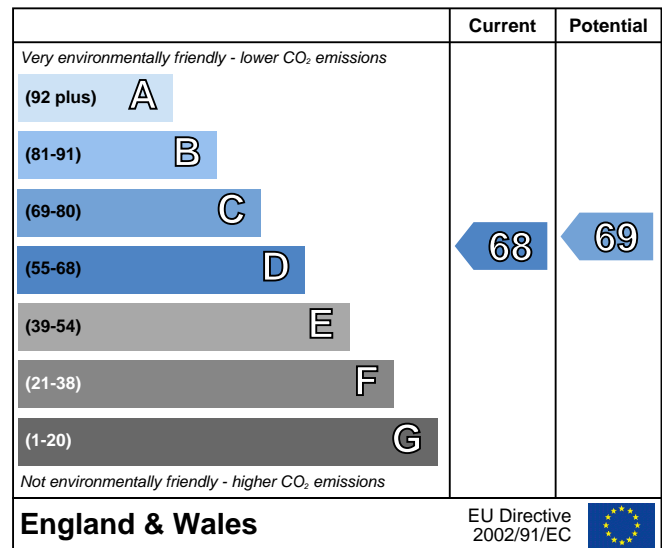 Current Potential
Very environmentally friendly - lower CO₂ emissions
(92 plus) A
(81-91) B
(69-80) C
(55-68) D
(39-54) E
(21-38) F
(1-20) G
68
69
Not environmentally friendly - higher CO₂ emissions
England & Wales
EU Directive
2002/91/EC